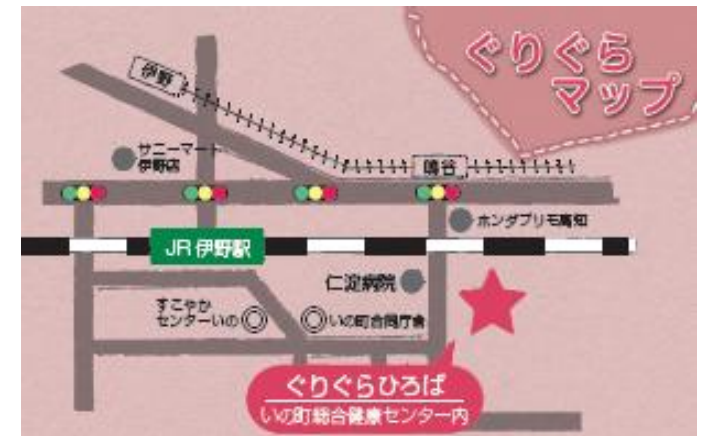 ぐりぐら
マップ
伊野
サニーマート
伊野店
鳴谷
ホンダプリモ高知
JR 伊野駅
仁淀病院
すこやか
センターいの
いの町合同庁舎
ぐりぐらひろば
いの町総合健康センター内